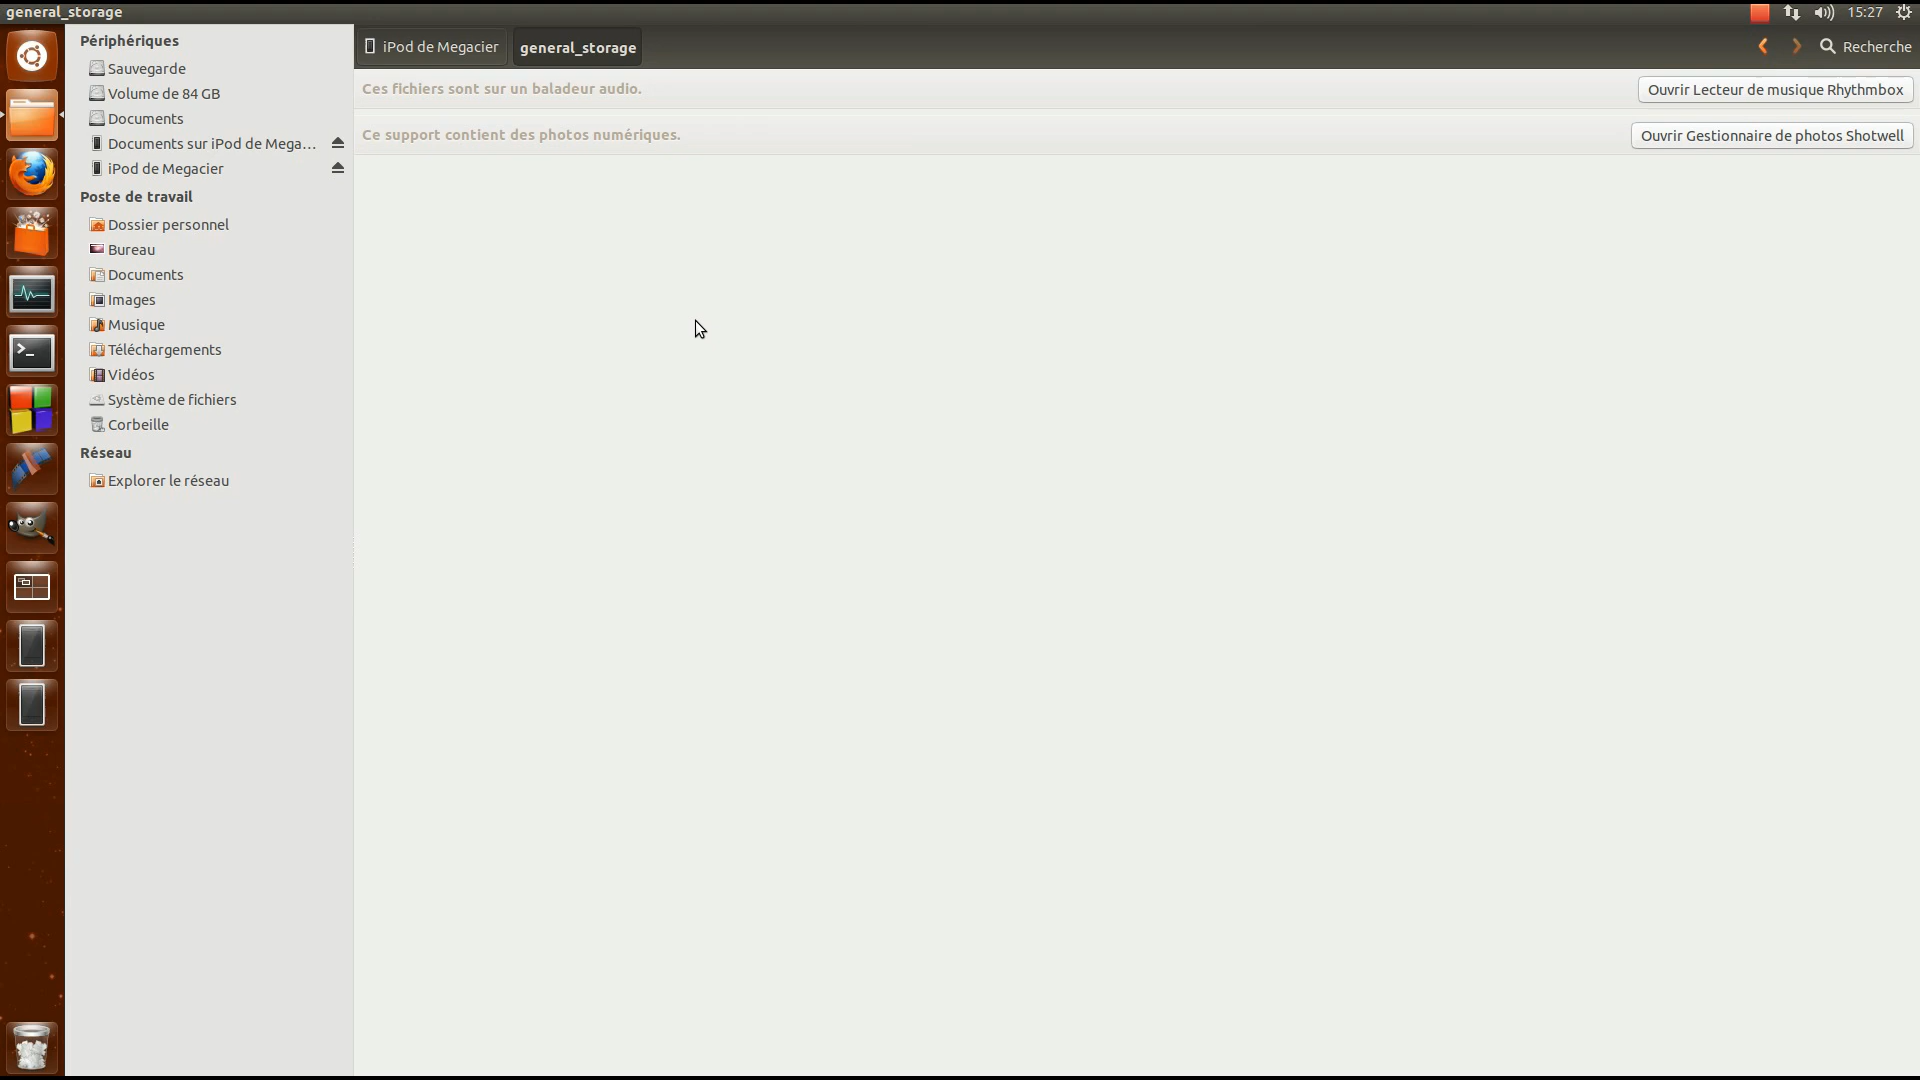 general_storage
15:27
Périphériques
Sauvegarde
Volume de 84 GB
Documents
Documents sur iPod de Mega...
iPod de Megacier
Poste de travail
Dossier personnel
Bureau
Documents
Images
Musique
Téléchargements
Vidéos
Système de fichiers
Corbeille
Réseau
Explorer le réseau
iPod de Megacier
general_storage
Recherche
Ces fichiers sont sur un baladeur audio.
Ouvrir Lecteur de musique Rhythmbox
Ce support contient des photos numériques.
Ouvrir Gestionnaire de photos Shotwell